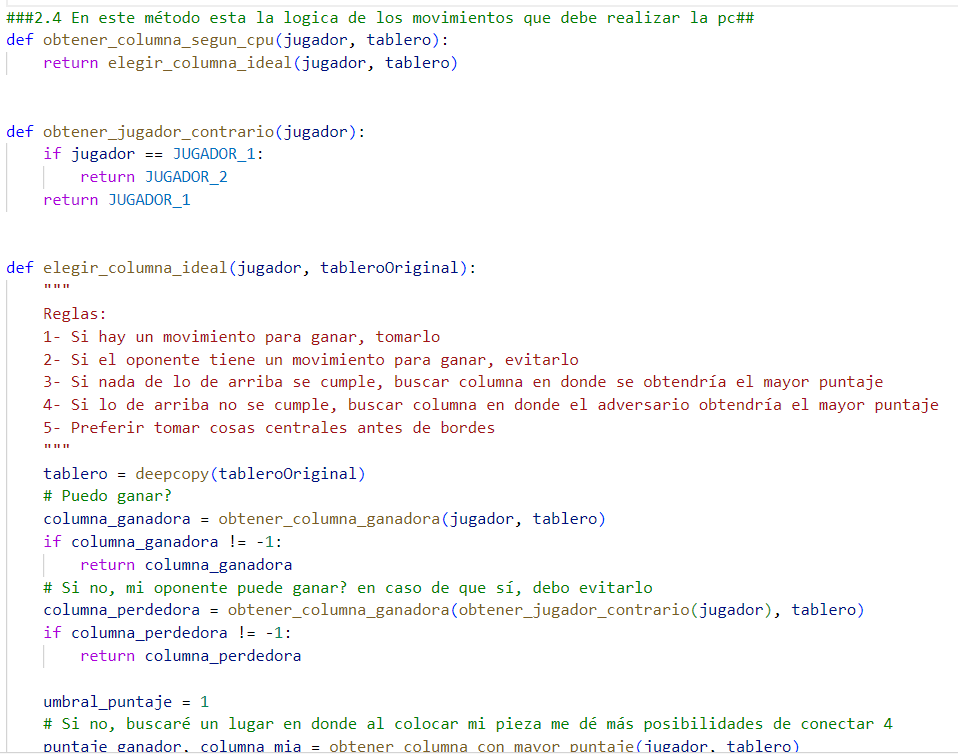 ###2.4 En este método esta la logica de los movimientos que debe realizar la pc##
def obtener_columna_segun_cpu(jugador, tablero):
    return elegir_columna_ideal(jugador, tablero)
def obtener_jugador_contrario(jugador):
    if jugador == JUGADOR_1:
        return JUGADOR_2
    return JUGADOR_1
def elegir_columna_ideal(jugador, tableroOriginal):
    """
    Reglas:
    1- Si hay un movimiento para ganar, tomarlo
    2- Si el oponente tiene un movimiento para ganar, evitarlo
    3- Si nada de lo de arriba se cumple, buscar columna en donde se obtendría el mayor puntaje
    4- Si lo de arriba no se cumple, buscar columna en donde el adversario obtendría el mayor puntaje
    5- Preferir tomar cosas centrales antes de bordes
    """
    tablero = deepcopy(tableroOriginal)
    # Puedo ganar?
    columna_ganadora = obtener_columna_ganadora(jugador, tablero)
    if columna_ganadora != -1:
        return columna_ganadora
    # Si no, mi oponente puede ganar? en caso de que sí, debo evitarlo
    columna_perdedora = obtener_columna_ganadora(obtener_jugador_contrario(jugador), tablero)
    if columna_perdedora != -1:
        return columna_perdedora
    umbral_puntaje = 1
    # Si no, buscaré un lugar en donde al colocar mi pieza me dé más posibilidades de conectar 4
    puntaje_ganador, columna_mia = obtener_columna_con_mayor_puntaje(jugador, tablero)